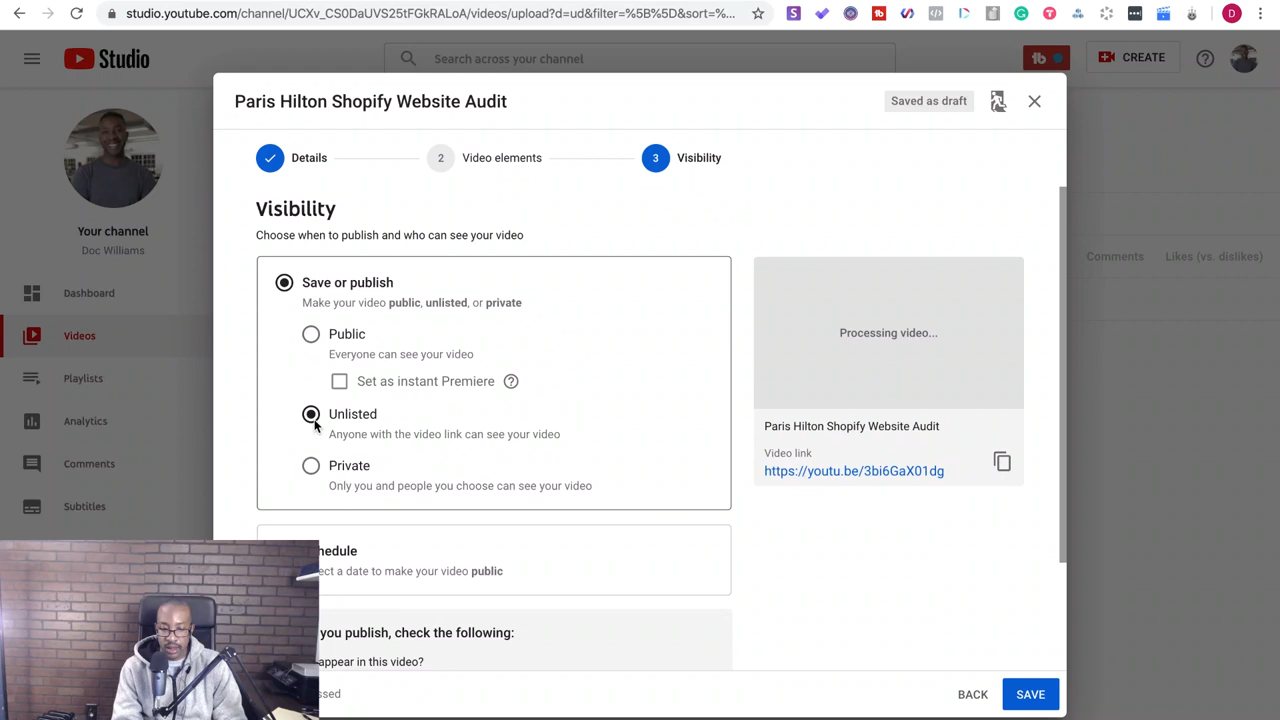 studio.youtube.com/channel/UCXv_CS0DaUVS25tFGkRALoA/videos/upload?d=ud&filter=%5B%5D&sort=%...
Studio
Search across your channel
CREATE
Paris Hilton Shopify Website Audit
Saved as draft
Details
2 Video elements
3 Visibility
Visibility
Choose when to publish and who can see your video
Your channel
Doc Williams
Dashboard
Videos
Playlists
Analytics
Comments
Subtitles
Save or publish
Make your video public, unlisted, or private
Public
Everyone can see your video
Set as instant Premiere
Unlisted
Anyone with the video link can see your video
Private
Only you and people you choose can see your video
Processing video...
Paris Hilton Shopify Website Audit
Video link
https://youtu.be/3bi6GaX01dg
Comments Likes (vs. dislikes)
hedule
ect a date to make your video public
you publish, check the following:
appear in this video?
ssed
BACK
SAVE